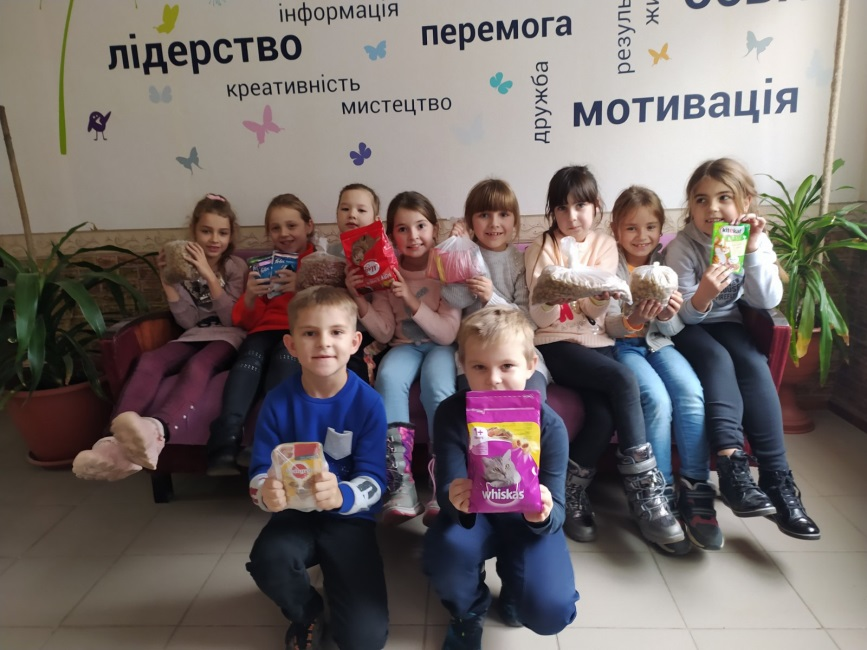 інформація
лідерство
перемога
креативність
мистецтво
дружба
мотивація
whiskas